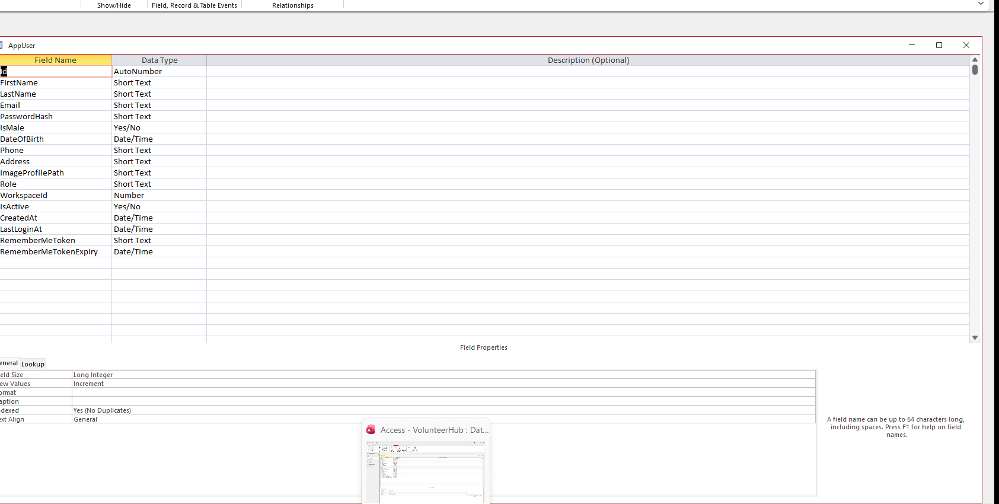 Show/Hide Field, Record & Table Events Relationships
AppUser
Field Name Data Type Description (Optional)
Id AutoNumber
FirstName Short Text
LastName Short Text
Email Short Text
PasswordHash Short Text
IsMale Yes/No
DateOfBirth Date/Time
Phone Short Text
Address Short Text
ImageProfilePath Short Text
Role Short Text
WorkspaceId Number
IsActive Yes/No
CreatedAt Date/Time
LastLoginAt Date/Time
RememberMeToken Short Text
RememberMeTokenExpiry Date/Time
Field Properties
eneral Lookup
eld Size Long Integer
ew Values Increment
ormat
aption
dexed Yes (No Duplicates)
ext Align General
A field name can be up to 64 characters long,
including spaces. Press F1 for help on field
names.
Access - VolunteerHub : Dat...